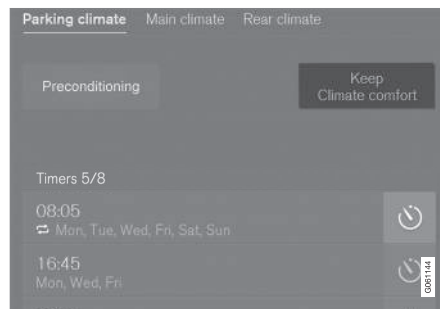 Parking climate Main climate Rear climate
Preconditioning
Keep
Climate comfort
Timers 5/8
08:05
Mon, Tue, Wed, Fri, Sat, Sun
16:45
Mon, Wed, Fri
G061144